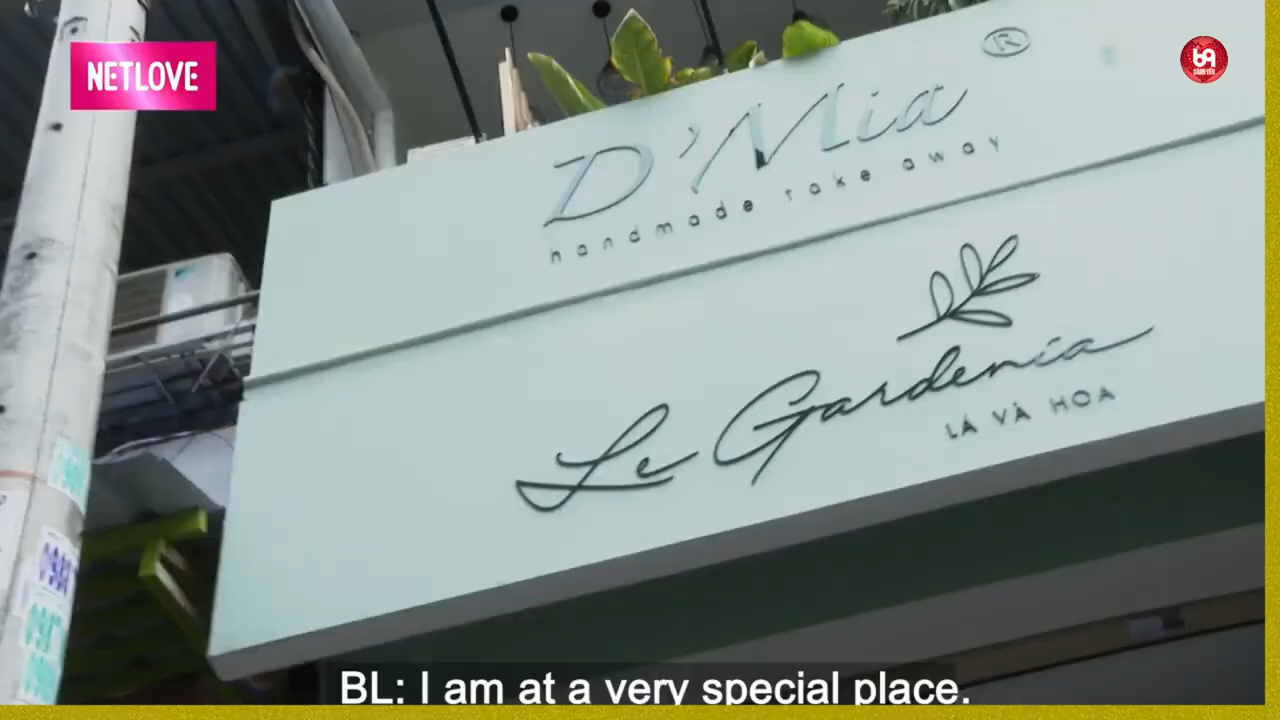 NETLOVE
R
D'Mia
handmade take away
Le Gardenia
LÁ VÀ HOA
BL: I am at a very special place.